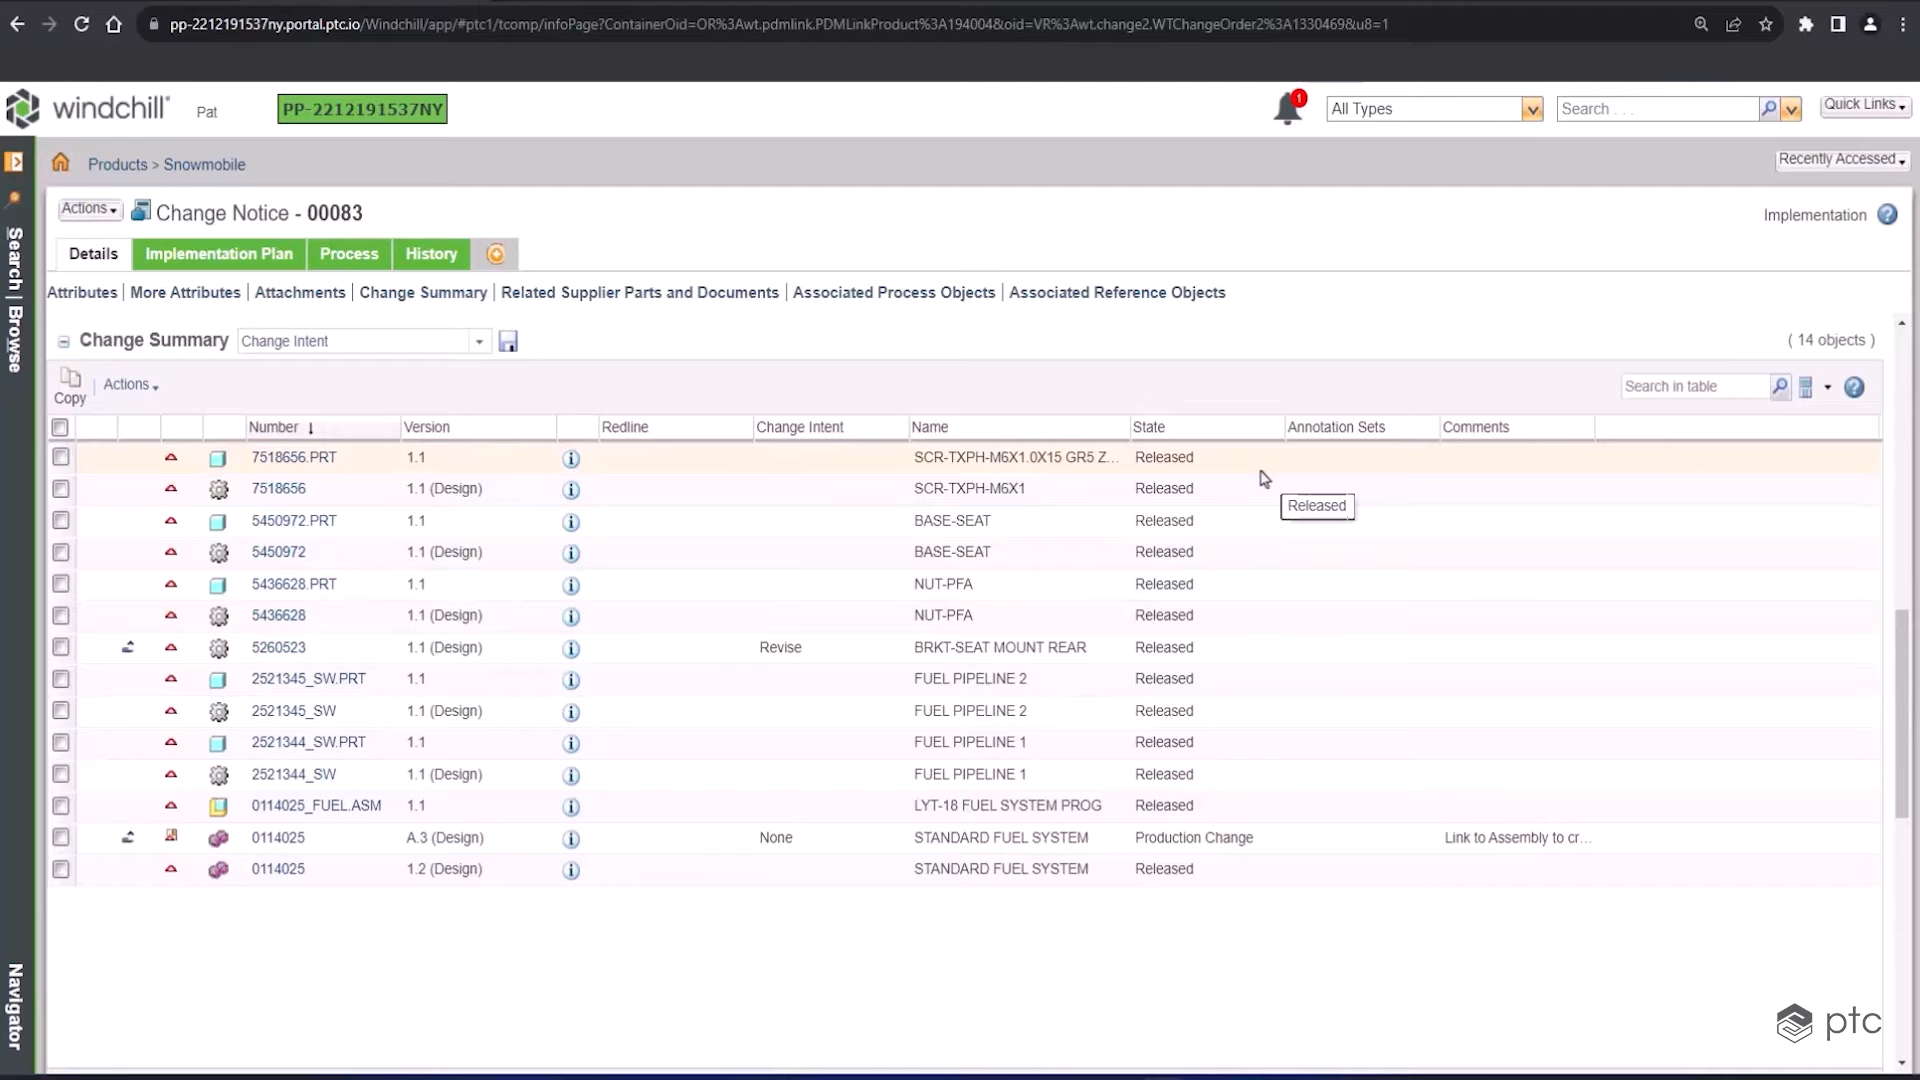 pp-2212191537ny.portal.ptc.io/Windchill/app/#ptc1/tcomp/infoPage?ContainerOid=OR%3Awt.pdmlink.PDMLinkProduct%3A194004&oid=VR%3Awt.change2.WTChangeOrder2%3A1330469&u8=1
windchill Pat PP-2212191537NY 1 All Types Search . . . Quick Links
Products > Snowmobile Recently Accessed
Actions Change Notice - 00083 Implementation
Details Implementation Plan Process History
Attributes | More Attributes | Attachments | Change Summary | Related Supplier Parts and Documents | Associated Process Objects | Associated Reference Objects
Search | Browse
Change Summary Change Intent ( 14 objects )
Copy Actions Search in table
Number ↓ Version Redline Change Intent Name State Annotation Sets Comments
7518656.PRT 1.1 SCR-TXPH-M6X1.0X15 GR5 Z... Released
7518656 1.1 (Design) SCR-TXPH-M6X1 Released
Released
5450972.PRT 1.1 BASE-SEAT Released
5450972 1.1 (Design) BASE-SEAT Released
5436628.PRT 1.1 NUT-PFA Released
5436628 1.1 (Design) NUT-PFA Released
5260523 1.1 (Design) Revise BRKT-SEAT MOUNT REAR Released
2521345_SW.PRT 1.1 FUEL PIPELINE 2 Released
2521345_SW 1.1 (Design) FUEL PIPELINE 2 Released
2521344_SW.PRT 1.1 FUEL PIPELINE 1 Released
2521344_SW 1.1 (Design) FUEL PIPELINE 1 Released
0114025_FUEL.ASM 1.1 LYT-18 FUEL SYSTEM PROG Released
0114025 A.3 (Design) None STANDARD FUEL SYSTEM Production Change Link to Assembly to cr...
0114025 1.2 (Design) STANDARD FUEL SYSTEM Released
Navigator
ptc